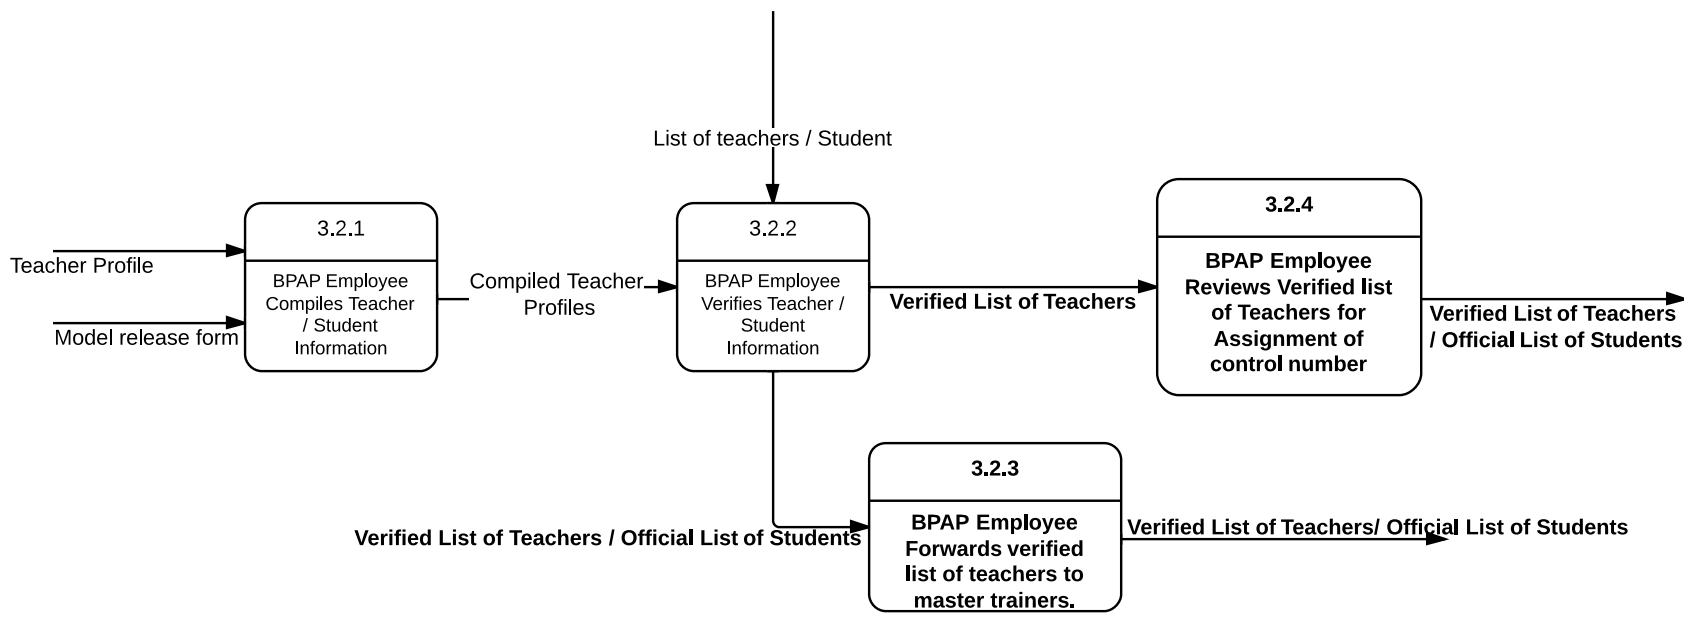 List of teachers / Student
3.2.1
BPAP Employee
Compiles Teacher
/ Student
Information
Teacher Profile
Model release form
Compiled Teacher
Profiles
3.2.2
BPAP Employee
Verifies Teacher /
Student
Information
Verified List of Teachers
3.2.4
BPAP Employee
Reviews Verified list
of Teachers for
Assignment of
control number
Verified List of Teachers
/ Official List of Students
Verified List of Teachers / Official List of Students
3.2.3
BPAP Employee
Forwards verified
list of teachers to
master trainers.
Verified List of Teachers/ Official List of Students